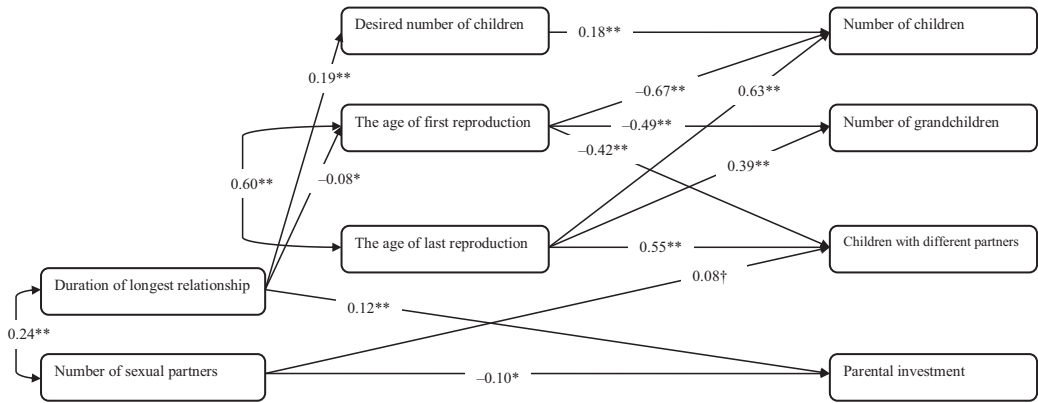 Desired number of children
0.18**
Number of children
0.19**
–0.67**
0.63**
The age of first reproduction
–0.49**
Number of grandchildren
–0.42**
–0.08*
0.39**
0.60**
The age of last reproduction
0.55**
Children with different partners
0.08†
Duration of longest relationship
0.12**
0.24**
Number of sexual partners
–0.10*
Parental investment